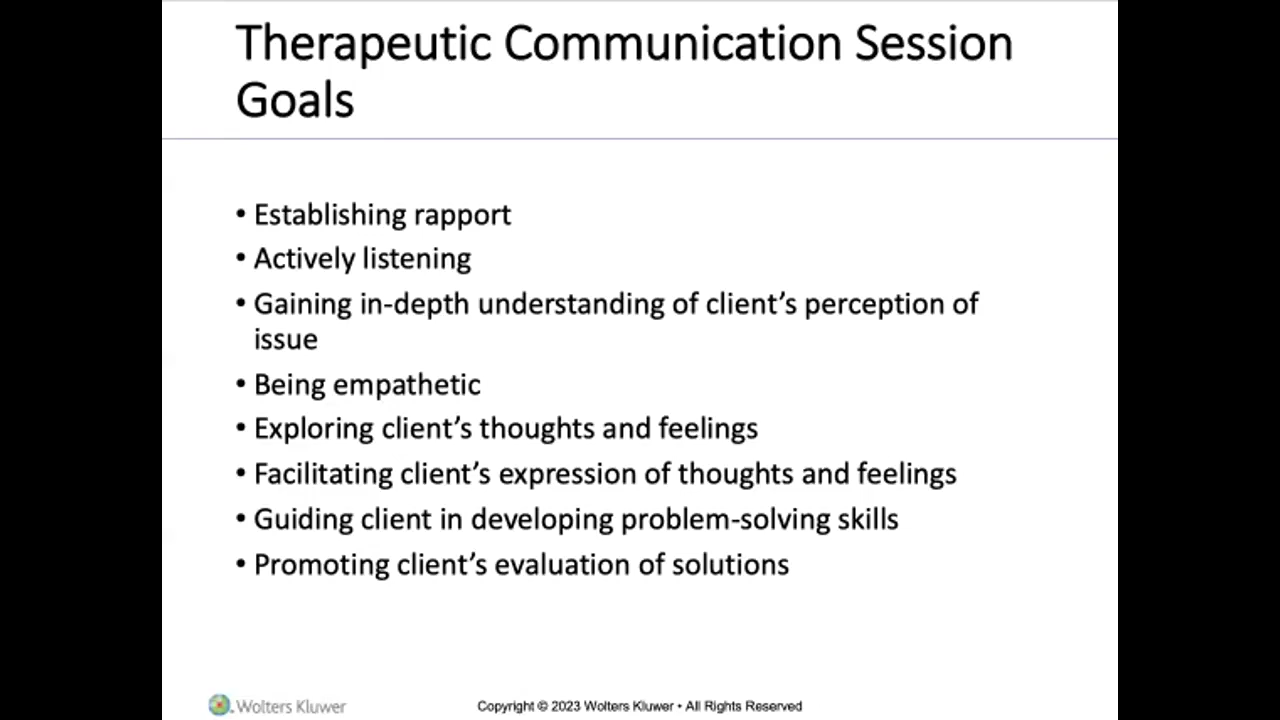 Therapeutic Communication Session
Goals
• Establishing rapport
• Actively listening
• Gaining in-depth understanding of client’s perception of
issue
• Being empathetic
• Exploring client’s thoughts and feelings
• Facilitating client’s expression of thoughts and feelings
• Guiding client in developing problem-solving skills
• Promoting client’s evaluation of solutions
Wolters Kluwer
Copyright © 2023 Wolters Kluwer • All Rights Reserved